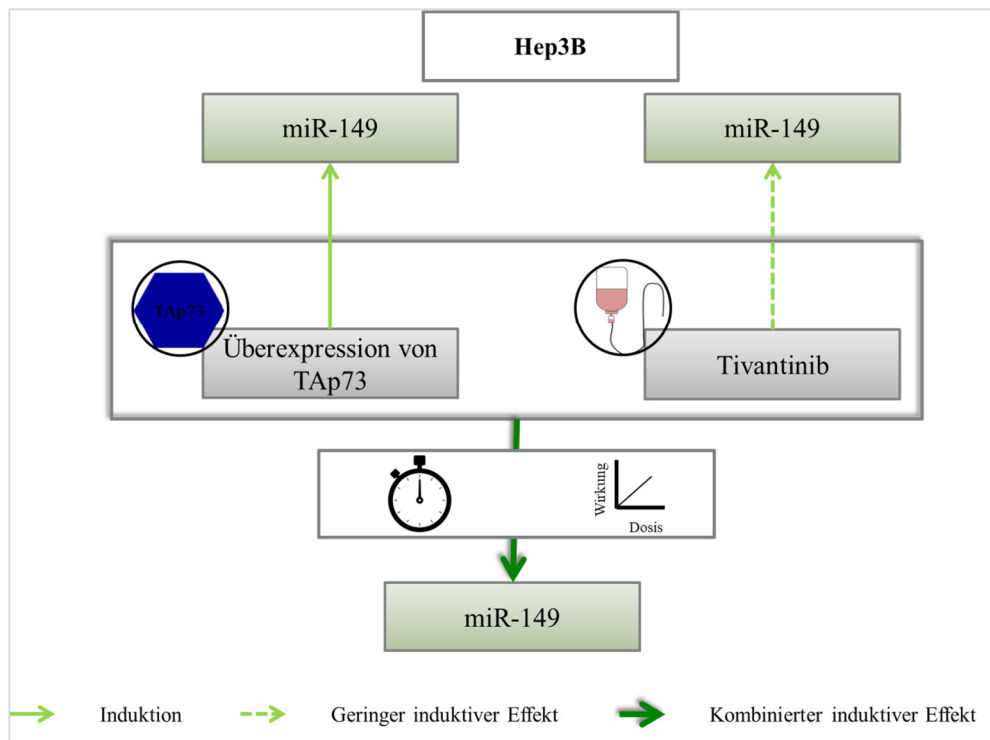 Hep3B
miR-149
miR-149
TAp73
Überexpression von
TAp73
Tivantinib
Wirkung
Dosis
miR-149
Induktion
Geringer induktiver Effekt
Kombinierter induktiver Effekt